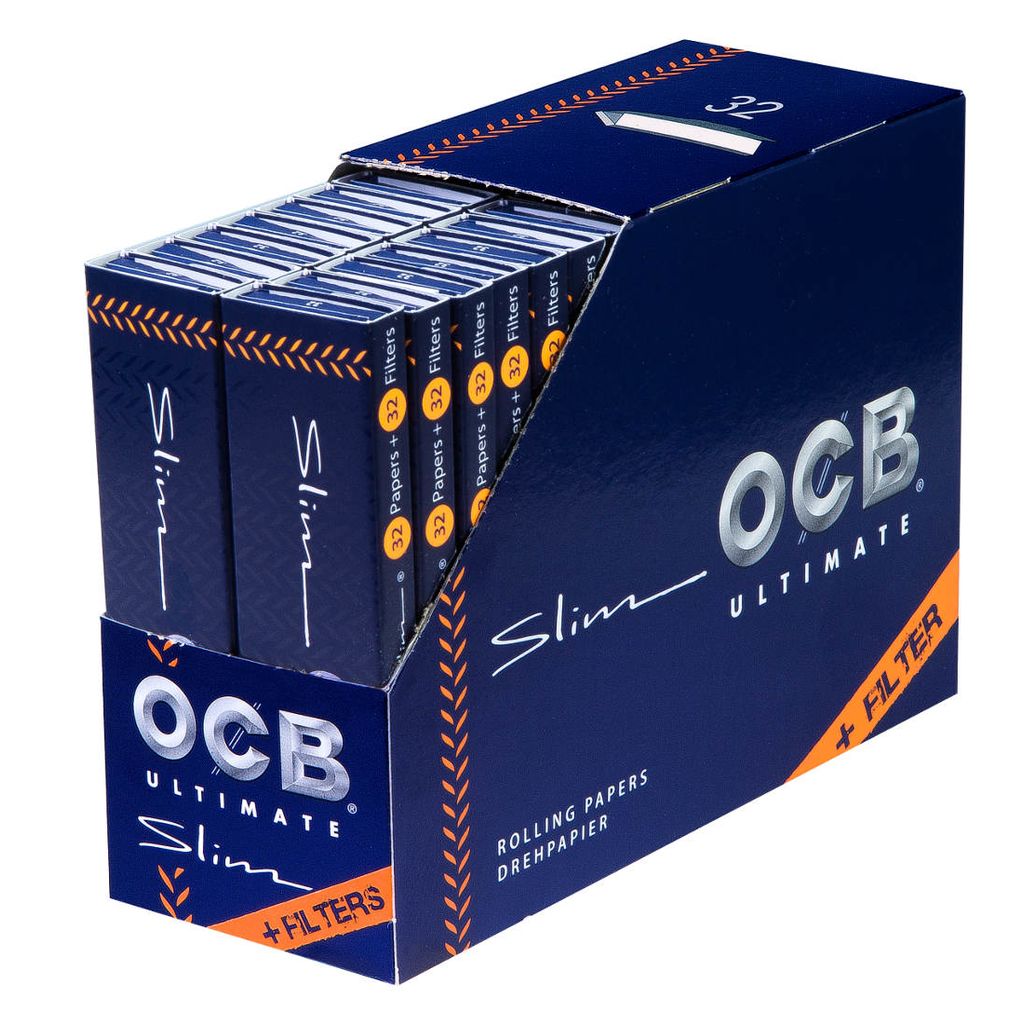 32
Slim
Slim
32 Papers + 32 Filters
®
32 Papers + 32 Filters
®
32 Papers + 32 Filters
32 Filters
32 Filters
OCB
ULTIMATE®
Slim
+ FILTERS
Slim
OCB®
ULTIMATE
+ FILTER
ROLLING PAPERS
DREHPAPIER